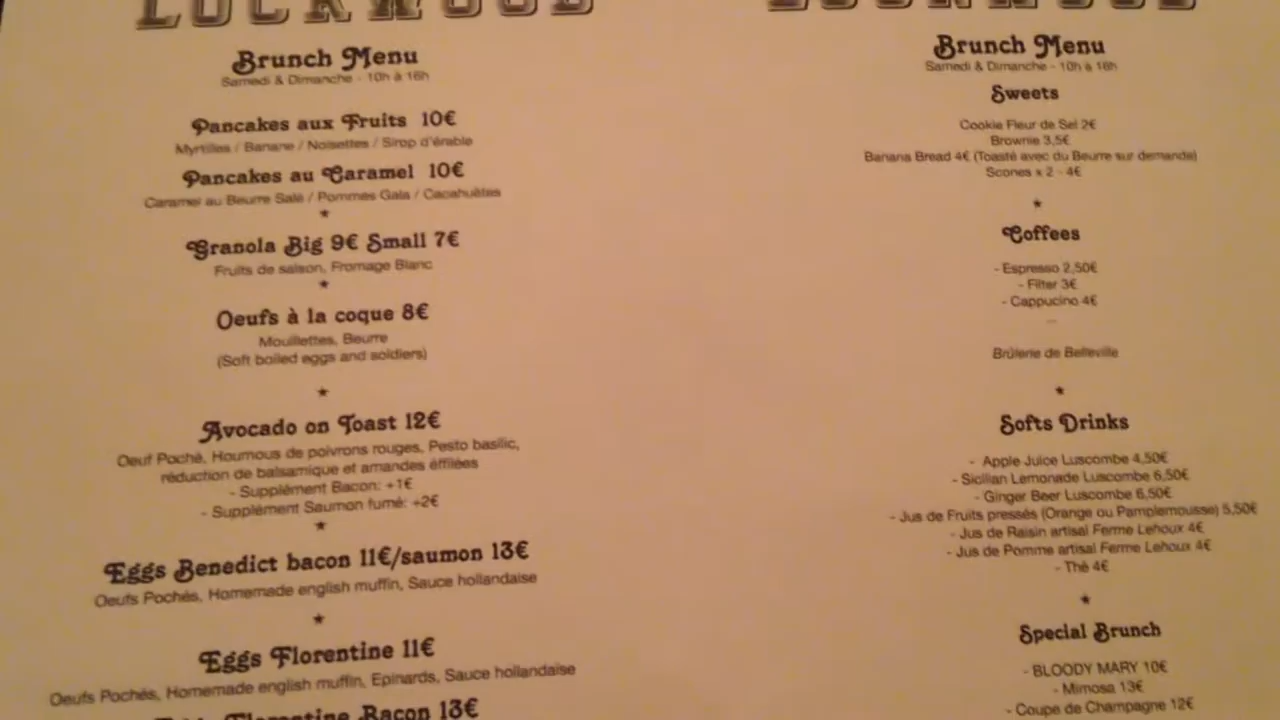 LOCKWOOD
Brunch Menu
Samedi & Dimanche - 10h à 16h
Pancakes aux Fruits 10€
Myrtilles / Banane / Noisettes / Sirop d'érable
Pancakes au Caramel 10€
Caramel au Beurre Salé / Pommes Gala / Cacahuètes
Granola Big 9€ Small 7€
Fruits de saison, Fromage Blanc
Oeufs à la coque 8€
Mouillettes, Beurre
(Soft boiled eggs and soldiers)
Avocado on Toast 12€
Oeuf Poché, Houmous de poivrons rouges, Pesto basilic,
réduction de balsamique et amandes éffilées
- Supplément Bacon: +1€
- Supplément Saumon fumé: +2€
Eggs Benedict bacon 11€/saumon 13€
Oeufs Pochés, Homemade english muffin, Sauce hollandaise
Eggs Florentine 11€
Oeufs Pochés, Homemade english muffin, Epinards, Sauce hollandaise
Eggs Florentine Bacon 13€
LOCKWOOD
Brunch Menu
Samedi & Dimanche - 10h à 16h
Sweets
Cookie Fleur de Sel 2€
Brownie 3,5€
Banana Bread 4€ (Toasté avec du Beurre sur demande)
Scones x 2 - 4€
Coffees
- Espresso 2,50€
- Filter 3€
- Cappucino 4€
Brûlerie de Belleville
Softs Drinks
- Apple Juice Luscombe 4,50€
- Sicilian Lemonade Luscombe 6,50€
- Ginger Beer Luscombe 6,50€
- Jus de Fruits pressés (Orange ou Pamplemousse) 5,50€
- Jus de Raisin artisal Ferme Lehoux 4€
- Jus de Pomme artisal Ferme Lehoux 4€
- Thé 4€
Special Brunch
- BLOODY MARY 10€
- Mimosa 13€
- Coupe de Champagne 12€